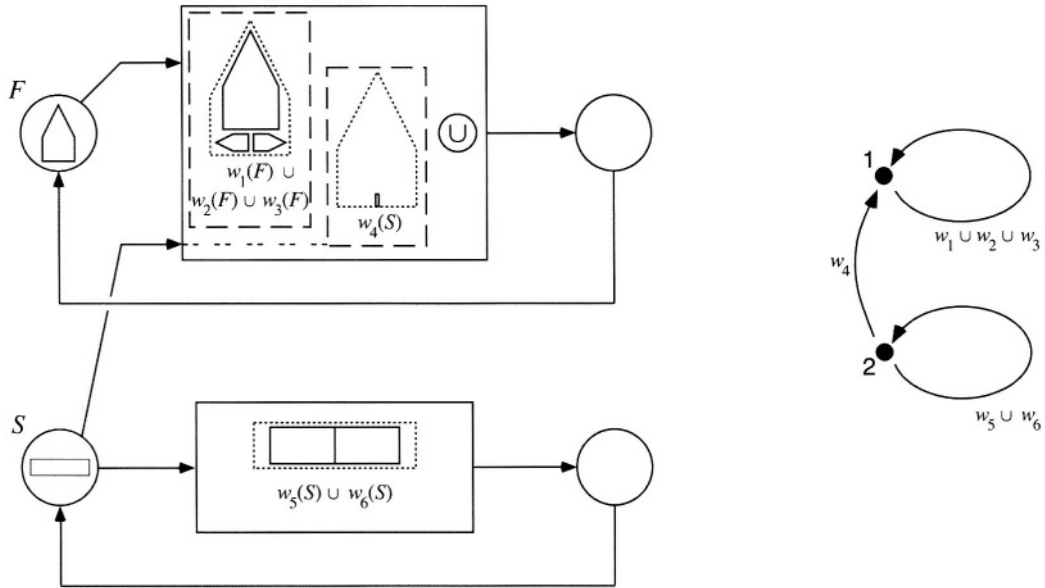 F
w₁(F) ∪
w₂(F) ∪ w₃(F)
w₄(S)
∪
S
w₅(S) ∪ w₆(S)
1
w₁ ∪ w₂ ∪ w₃
w₄
2
w₅ ∪ w₆